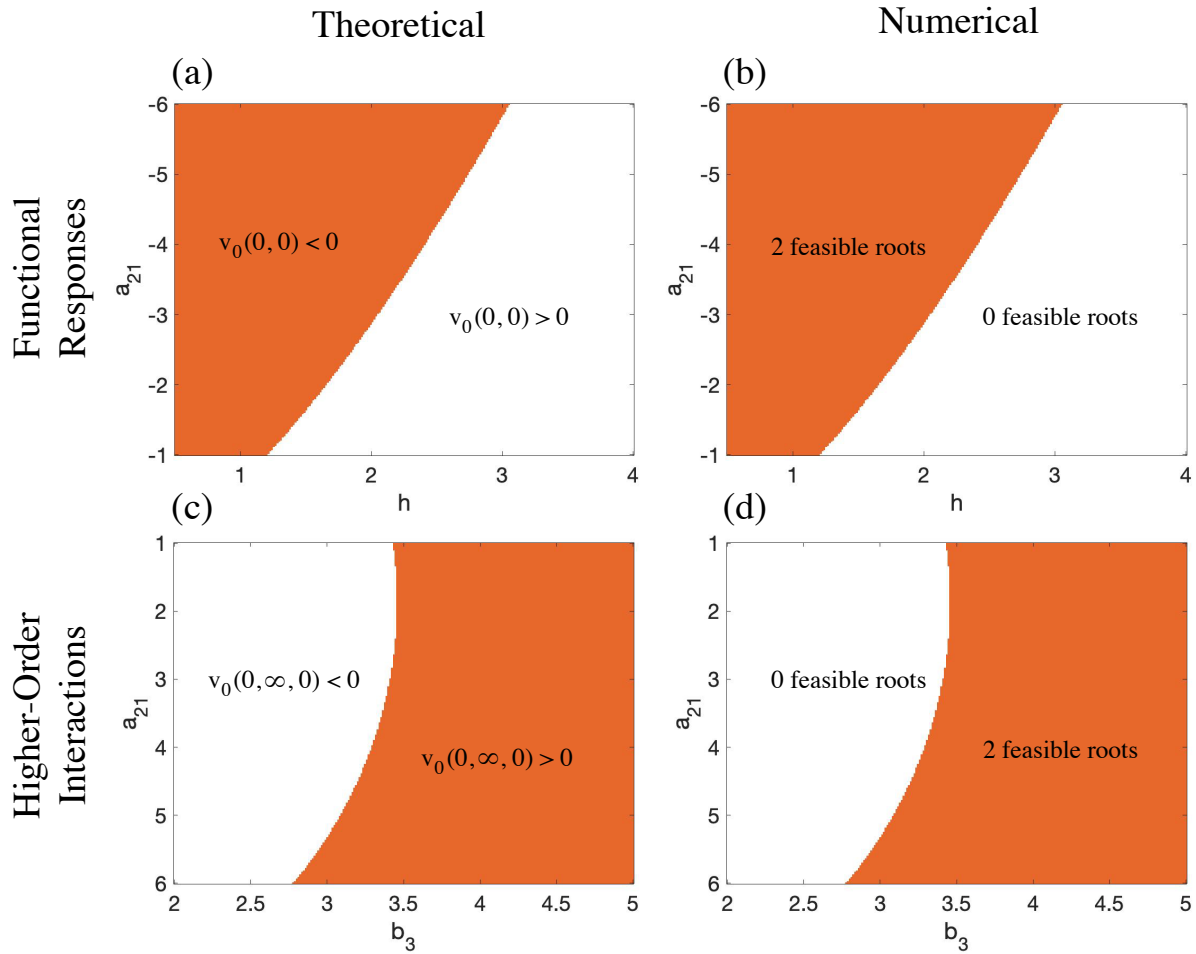 Theoretical
Numerical
Functional
Responses
Higher-Order
Interactions
(a)
-6
-5
-4
-3
-2
-1
a21
v0(0, 0) < 0
v0(0, 0) > 0
1
2
3
4
h
(b)
-6
-5
-4
-3
-2
-1
a21
2 feasible roots
0 feasible roots
1
2
3
4
h
(c)
1
2
3
4
5
6
a21
v0(0, ∞, 0) < 0
v0(0, ∞, 0) > 0
2
2.5
3
3.5
4
4.5
5
b3
(d)
1
2
3
4
5
6
a21
0 feasible roots
2 feasible roots
2
2.5
3
3.5
4
4.5
5
b3